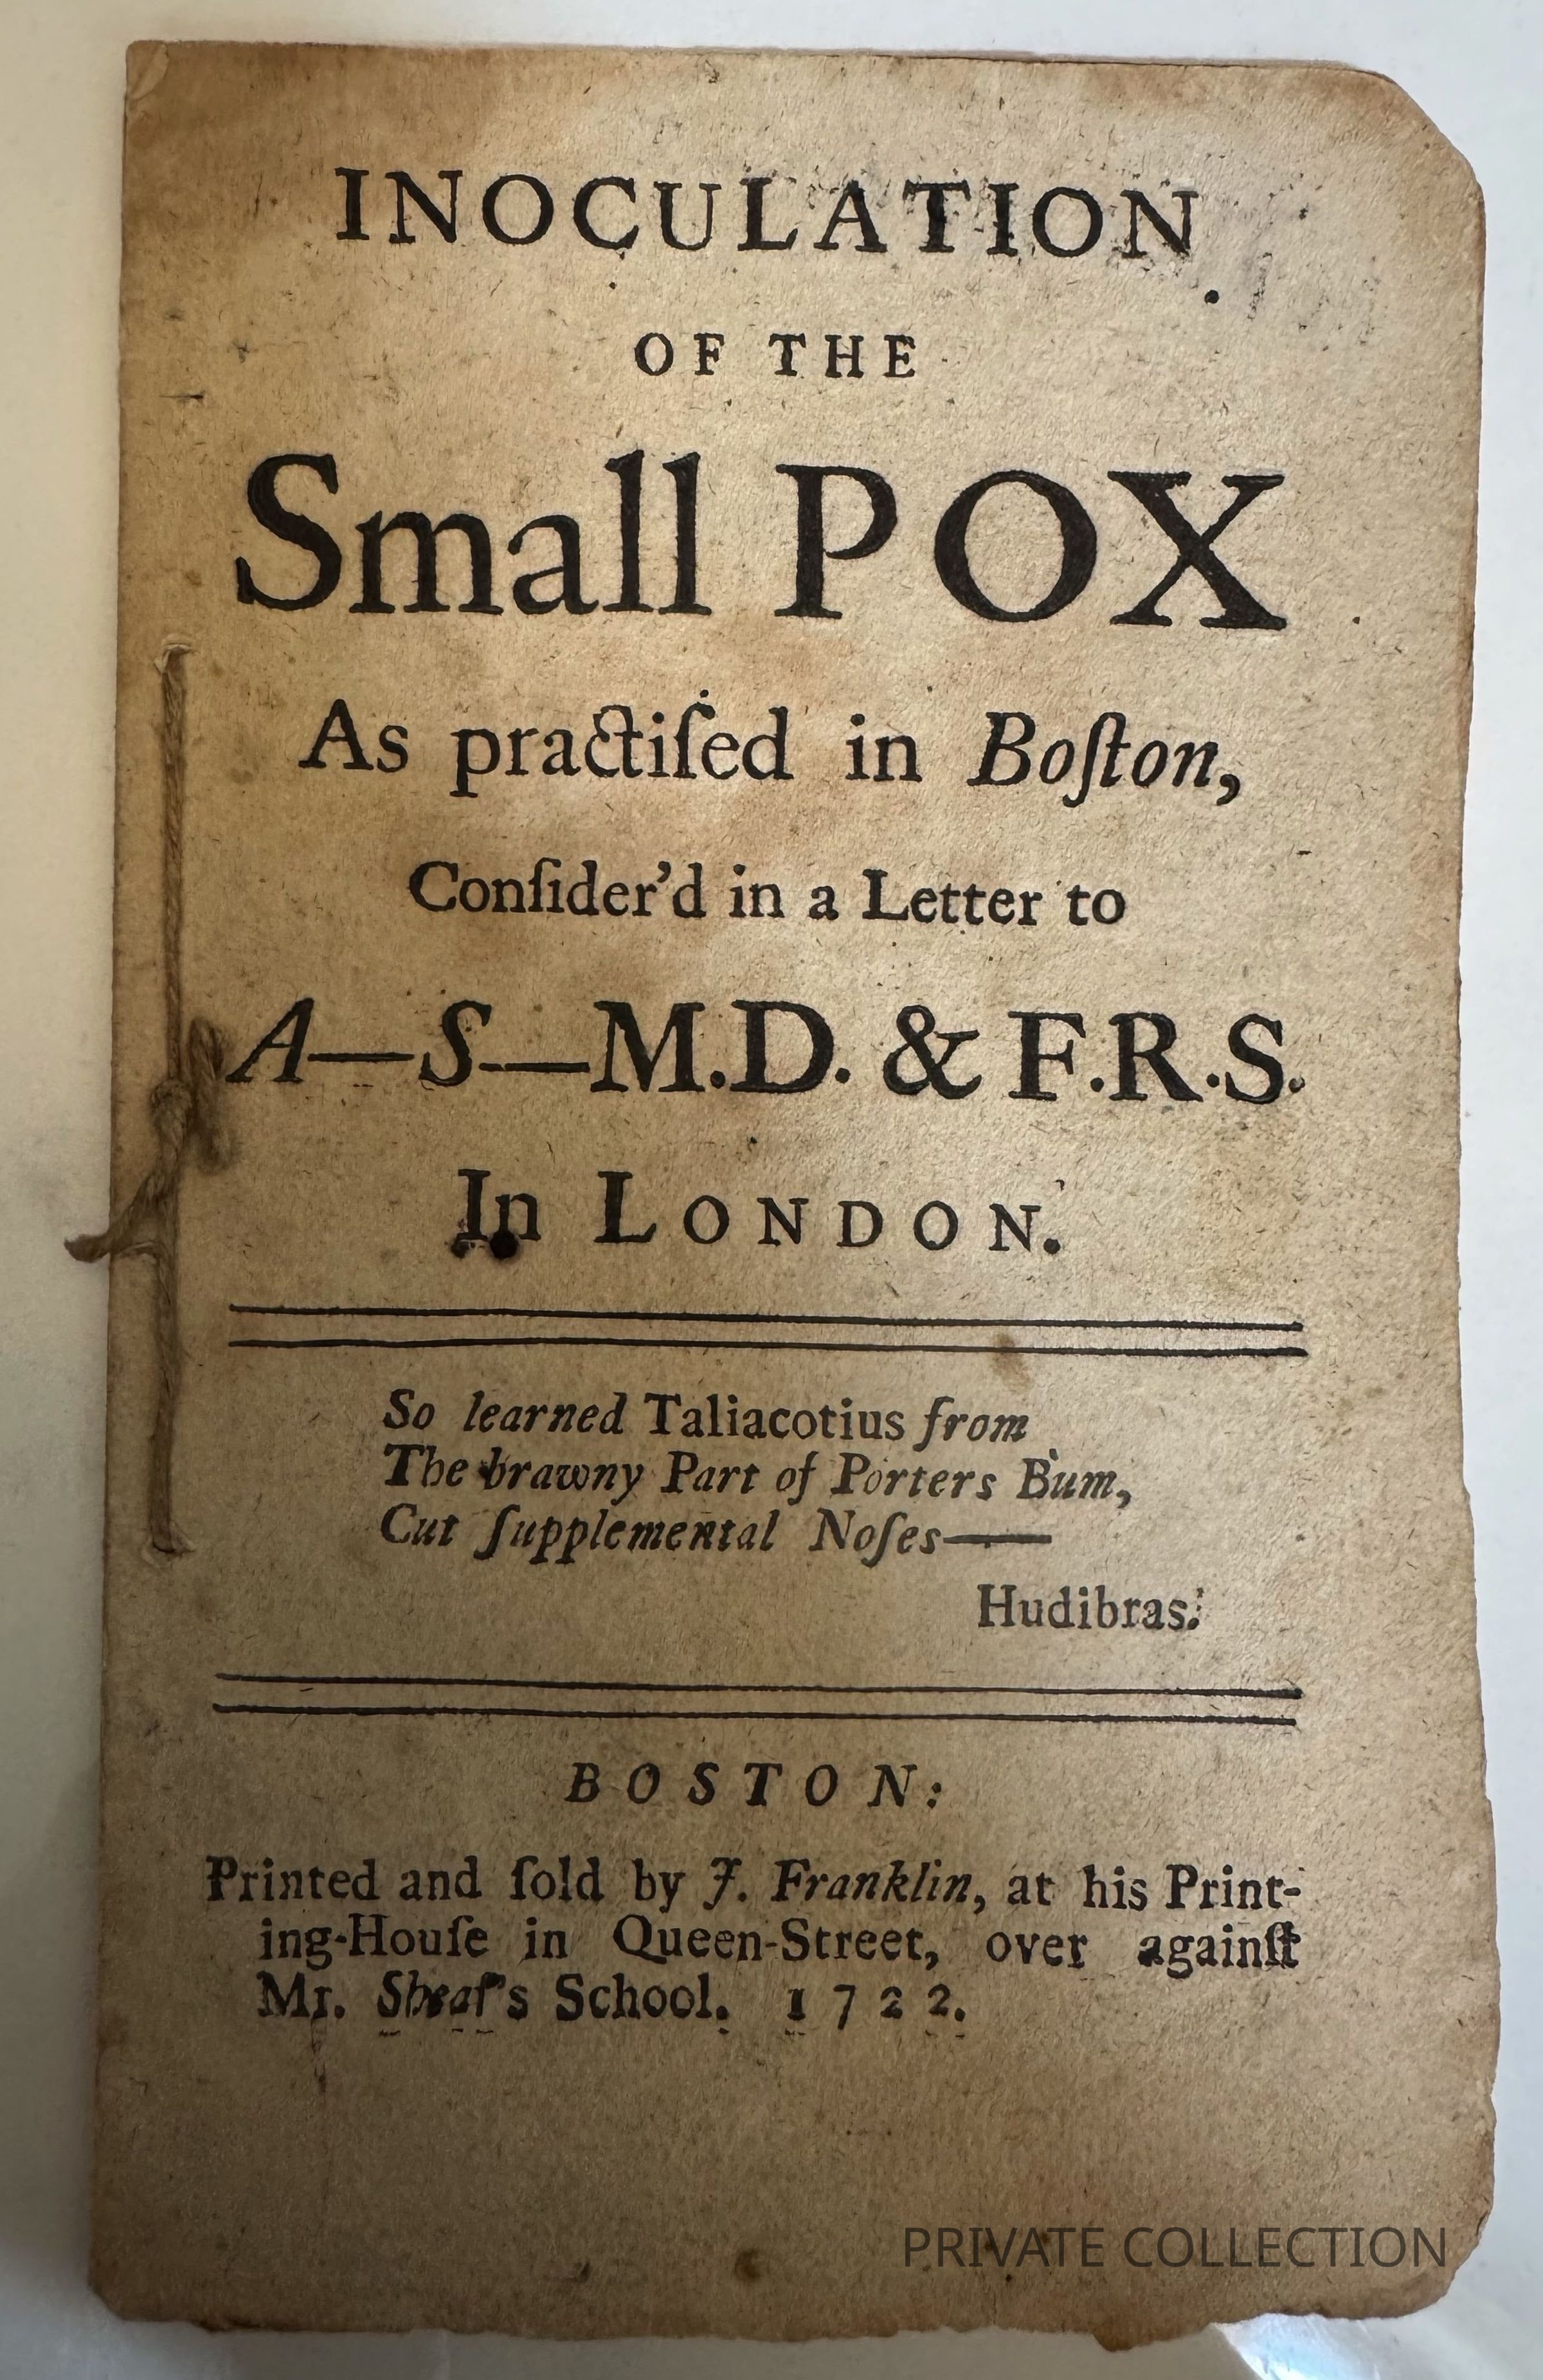 INOCULATION
OF THE
Small POX
As practiſed in Boſton,
Conſider'd in a Letter to
A—S—M.D. & F.R.S.
In LONDON.
So learned Taliacotius from
The brawny Part of Porters Bum,
Cut ſupplemental Noſes——
Hudibras.
BOSTON:
Printed and ſold by J. Franklin, at his Print-
ing-Houſe in Queen-Street, over againſt
Mr. Sheaf's School. 1722.
PRIVATE COLLECTION